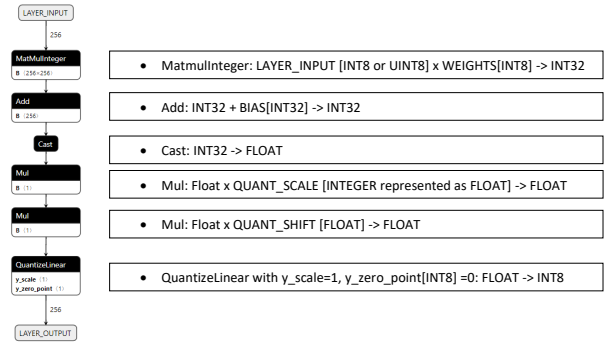 LAYER_INPUT
256
MatMulInteger
B ⟨256×256⟩
• MatmulInteger: LAYER_INPUT [INT8 or UINT8] x WEIGHTS[INT8] -> INT32
Add
B ⟨256⟩
• Add: INT32 + BIAS[INT32] -> INT32
Cast
• Cast: INT32 -> FLOAT
Mul
B ⟨1⟩
• Mul: Float x QUANT_SCALE [INTEGER represented as FLOAT] -> FLOAT
Mul
B ⟨1⟩
• Mul: Float x QUANT_SHIFT [FLOAT] -> FLOAT
QuantizeLinear
y_scale ⟨1⟩
y_zero_point ⟨1⟩
• QuantizeLinear with y_scale=1, y_zero_point[INT8] =0: FLOAT -> INT8
256
LAYER_OUTPUT